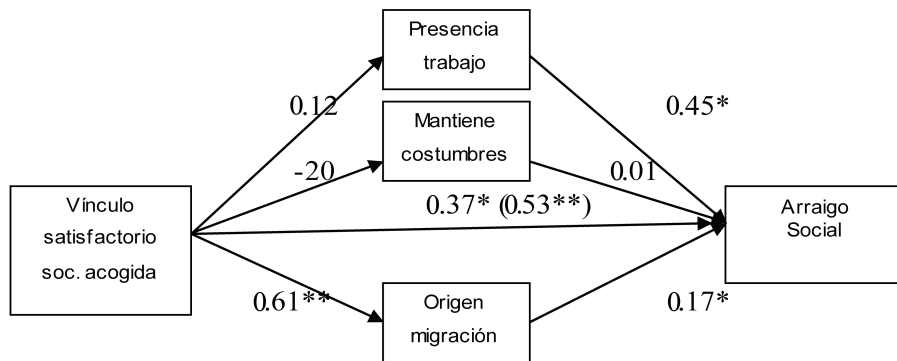 Presencia
trabajo
0.12
0.45*
Mantiene
costumbres
-20
0.01
0.37* (0.53**)
Vínculo
satisfactorio
soc. acogida
Arraigo
Social
0.61**
Origen
migración
0.17*